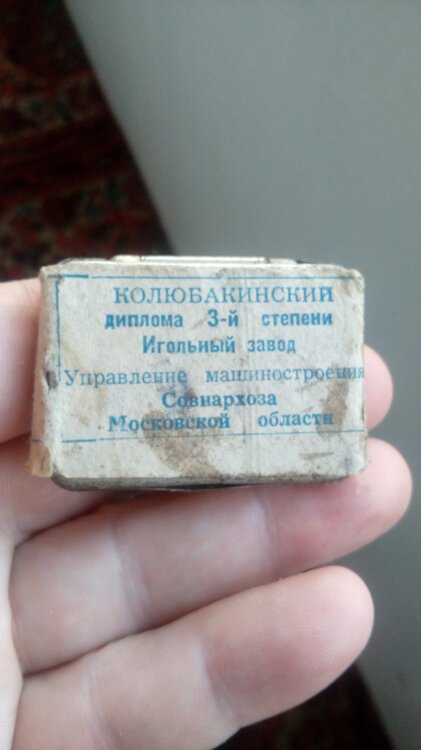 КОЛЮБАКИНСКИЙ
диплома 3-й степени
Игольный завод
Управление машиностроения
Совнархоза
Московской области